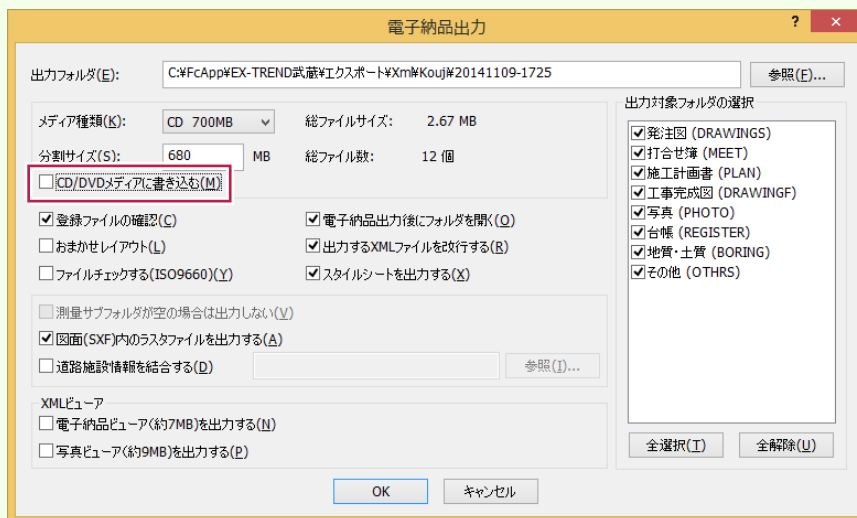 電子納品出力
?
出力フォルダ(E):
C:¥FcApp¥EX-TREND武蔵¥エクスポート¥Xm¥Kouj¥20141109-1725
参照(F)...
メディア種類(K):
CD 700MB
総ファイルサイズ:
2.67 MB
分割サイズ(S):
680
MB
総ファイル数:
12 個
CD/DVDメディアに書き込む(M)
登録ファイルの確認(C)
電子納品出力後にフォルダを開く(O)
おまかせレイアウト(L)
出力するXMLファイルを改行する(R)
ファイルチェックする(ISO9660)(Y)
スタイルシートを出力する(X)
測量サブフォルダが空の場合は出力しない(V)
図面(SXF)内のラスタファイルを出力する(A)
道路施設情報を結合する(D)
参照(I)...
XMLビューア
電子納品ビューア(約7MB)を出力する(N)
写真ビューア(約9MB)を出力する(P)
出力対象フォルダの選択
発注図 (DRAWINGS)
打合せ簿 (MEET)
施工計画書 (PLAN)
工事完成図 (DRAWINGF)
写真 (PHOTO)
台帳 (REGISTER)
地質・土質 (BORING)
その他 (OTHRS)
全選択(T)
全解除(U)
OK
キャンセル